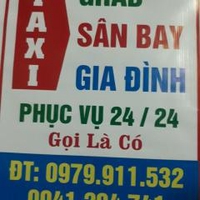 TAXI
GRAB
SÂN BAY
GIA ĐÌNH
PHỤC VỤ 24 / 24
Gọi Là Có
ĐT: 0979.911.532